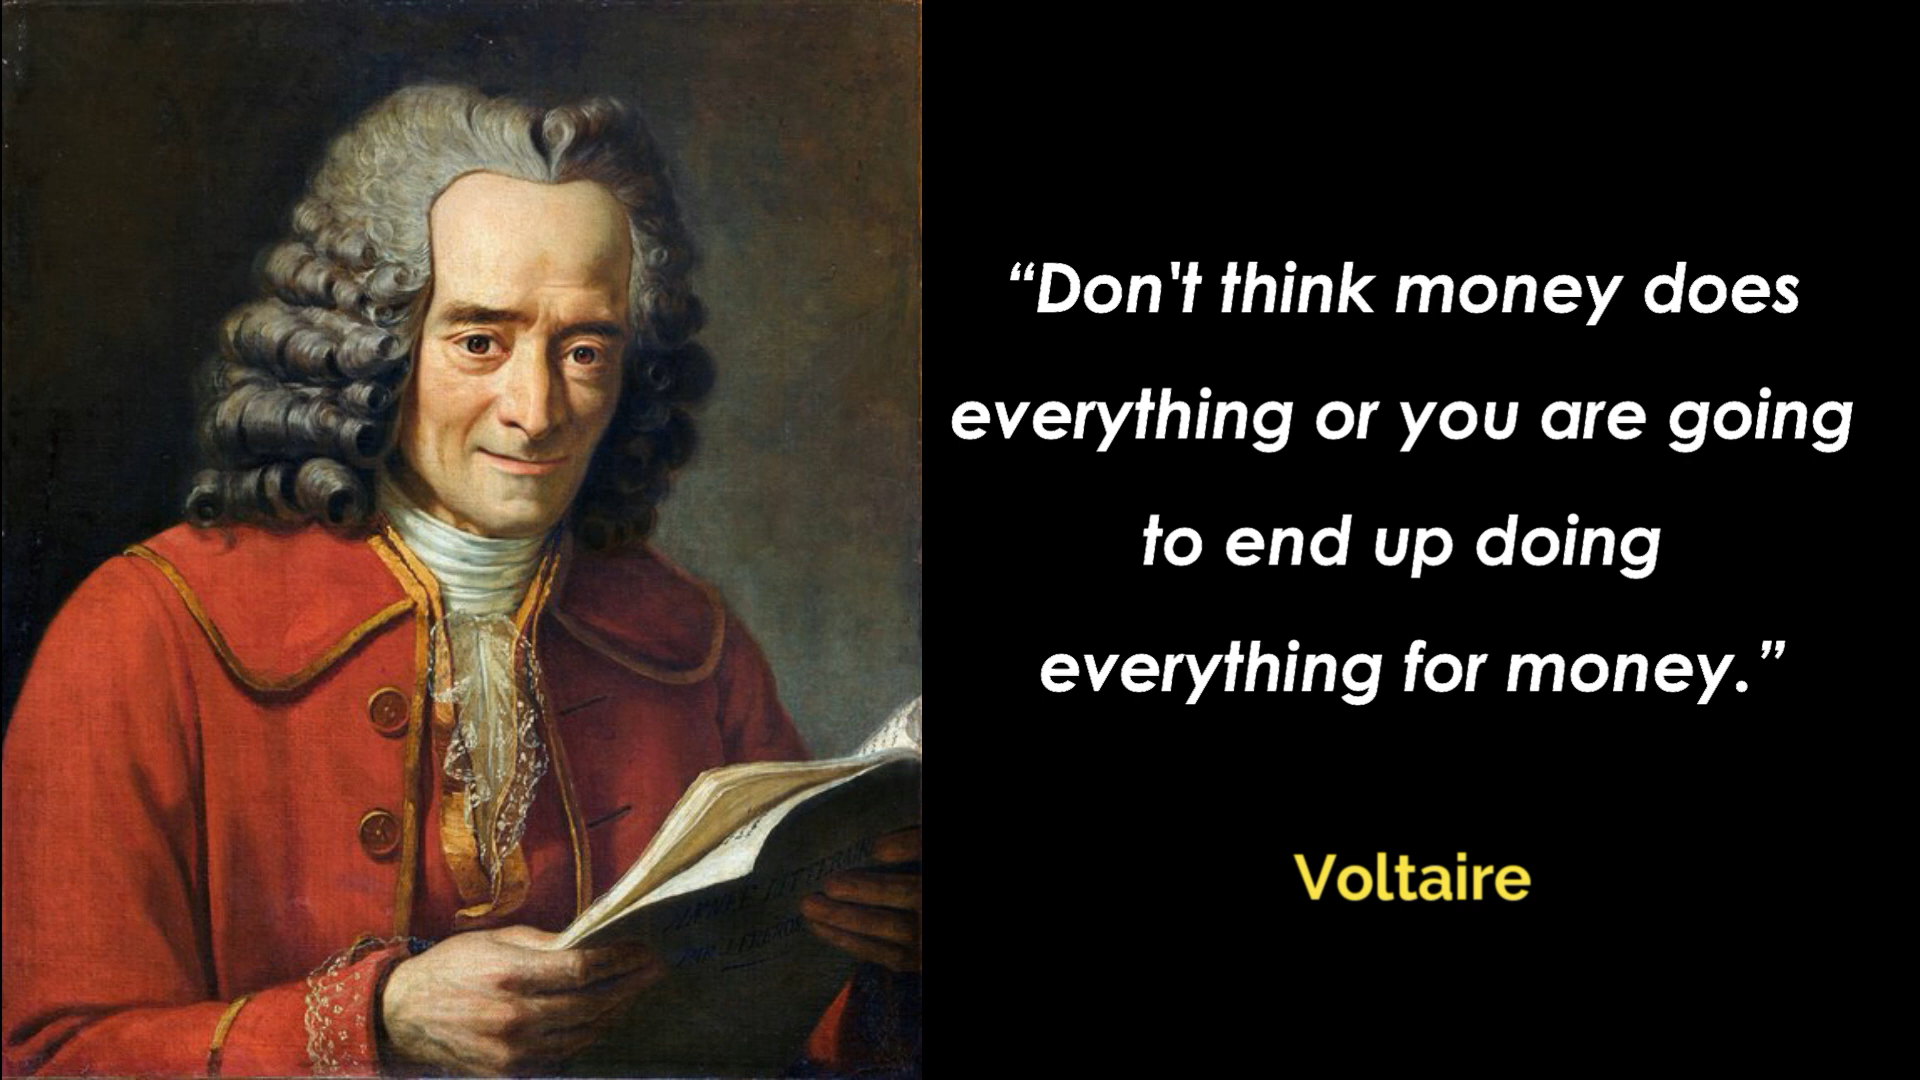 “Don't think money does
everything or you are going
to end up doing
everything for money.”
Voltaire